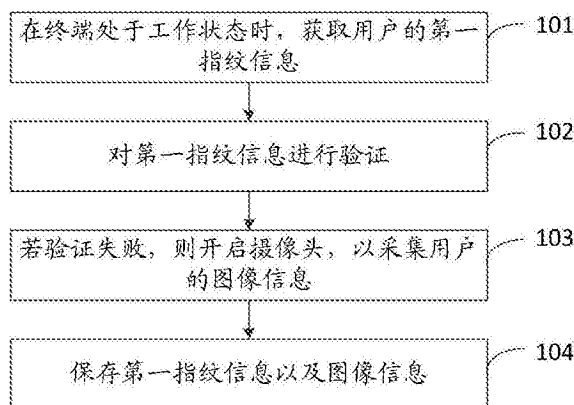 在终端处于工作状态时，获取用户的第一
指纹信息
101
对第一指纹信息进行验证
102
若验证失败，则开启摄像头，以采集用户
的图像信息
103
保存第一指纹信息以及图像信息
104